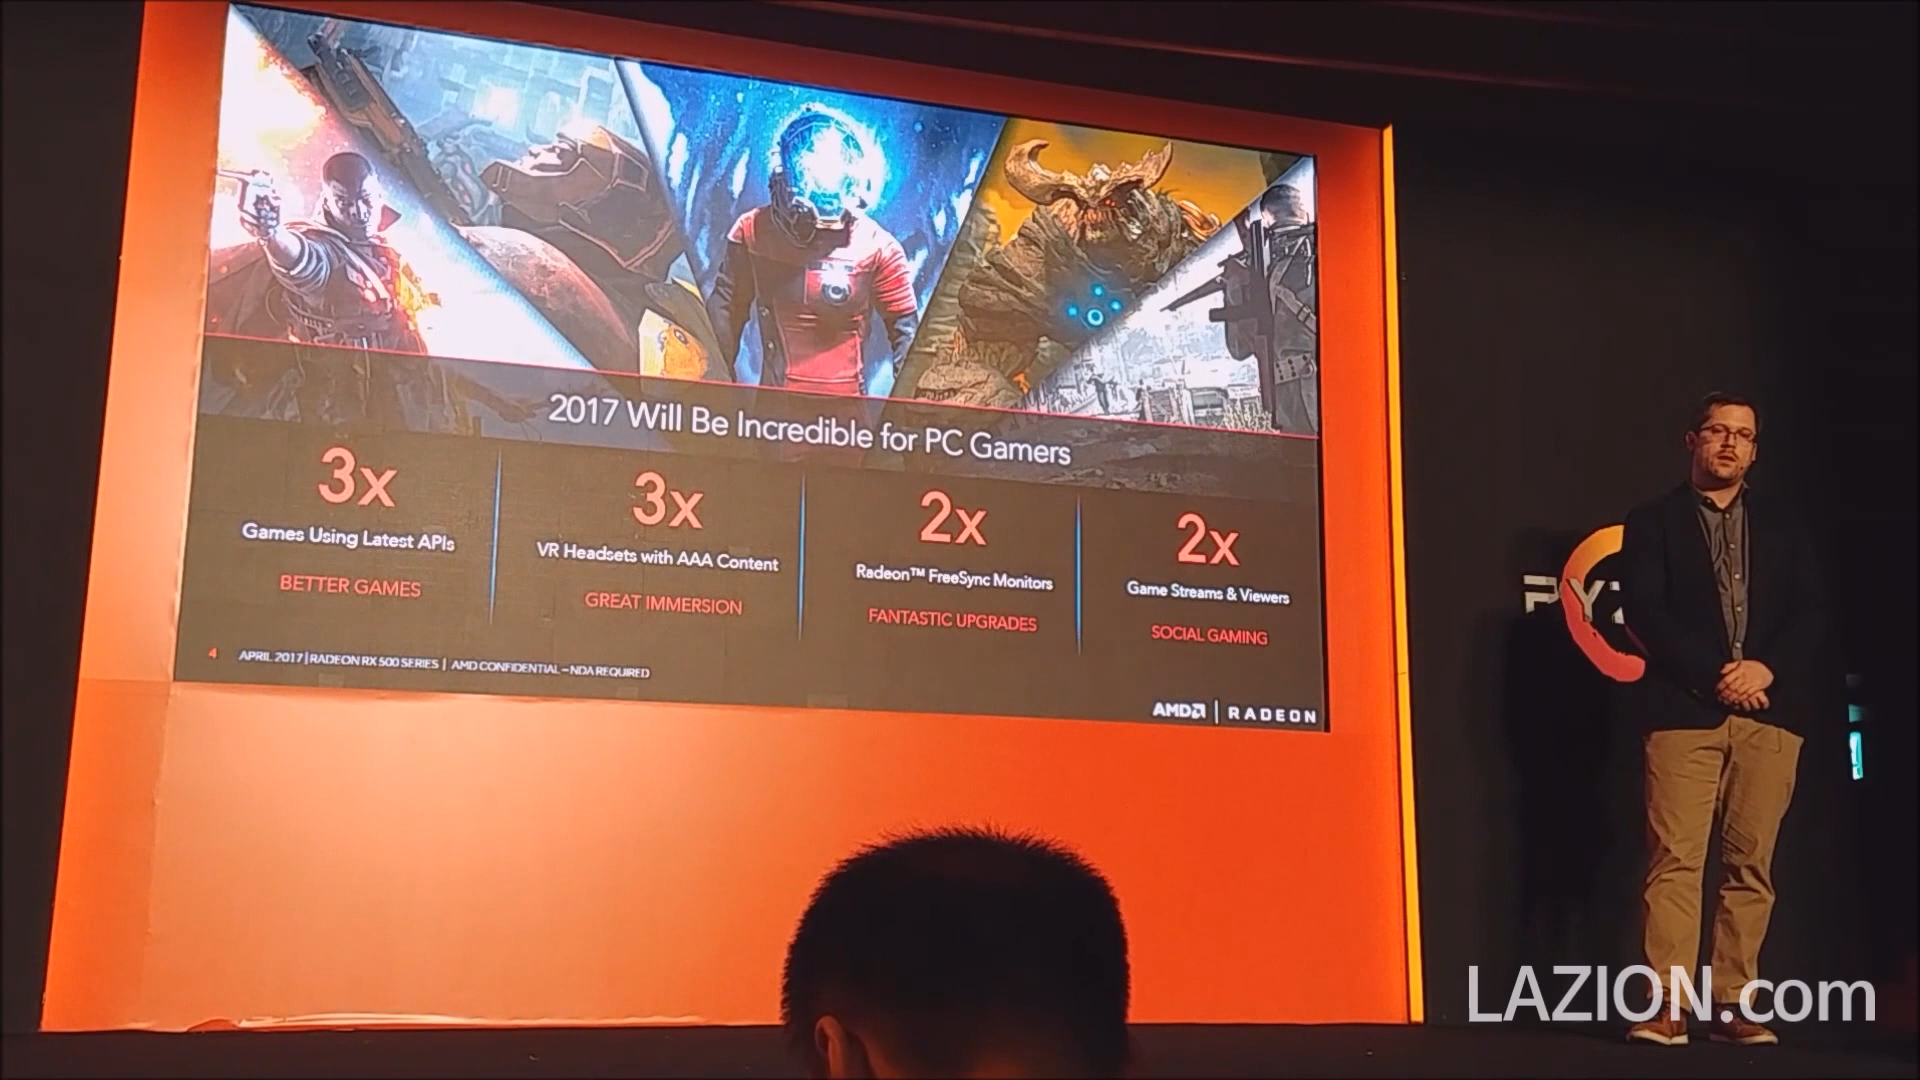 2017 Will Be Incredible for PC Gamers
3x
Games Using Latest APIs
BETTER GAMES
3x
VR Headsets with AAA Content
GREAT IMMERSION
2x
Radeon™ FreeSync Monitors
FANTASTIC UPGRADES
2x
Game Streams & Viewers
SOCIAL GAMING
4 APRIL 2017 | RADEON RX 500 SERIES | AMD CONFIDENTIAL – NDA REQUIRED
AMD | RADEON
RYZ
LAZION.com